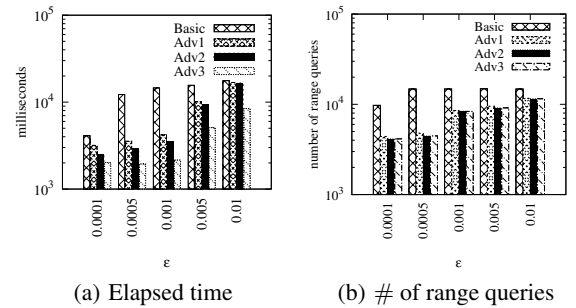 10^5
10^4
10^3
milliseconds
Basic
Adv1
Adv2
Adv3
0.0001
0.0005
0.001
0.005
0.01
ε
(a) Elapsed time
10^5
10^4
10^3
number of range queries
Basic
Adv1
Adv2
Adv3
0.0001
0.0005
0.001
0.005
0.01
ε
(b) # of range queries